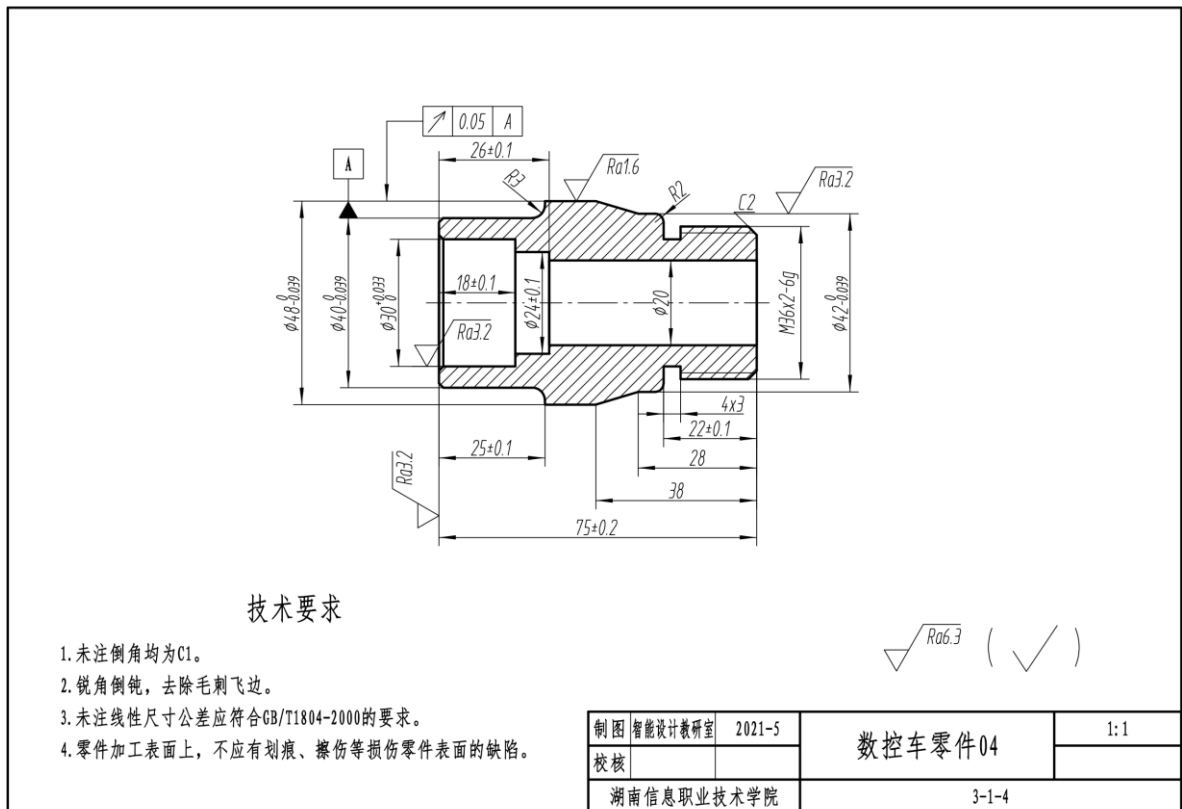 0.05 A
26±0.1
A
R3
Ra1.6
R2
Ra3.2
C2
φ48 0 -0.039
φ40 0 -0.039
φ30 +0.033 0
18±0.1
φ24±0.1
φ20
M36x2-6g
φ42 0 -0.039
Ra3.2
4x3
22±0.1
25±0.1
28
Ra3.2
38
75±0.2
技术要求
1.未注倒角均为C1。
2.锐角倒钝，去除毛刺飞边。
3.未注线性尺寸公差应符合GB/T1804-2000的要求。
4.零件加工表面上，不应有划痕、擦伤等损伤零件表面的缺陷。
Ra6.3 ( )
制图 智能设计教研室 2021-5
数控车零件04
1:1
校核
湖南信息职业技术学院
3-1-4